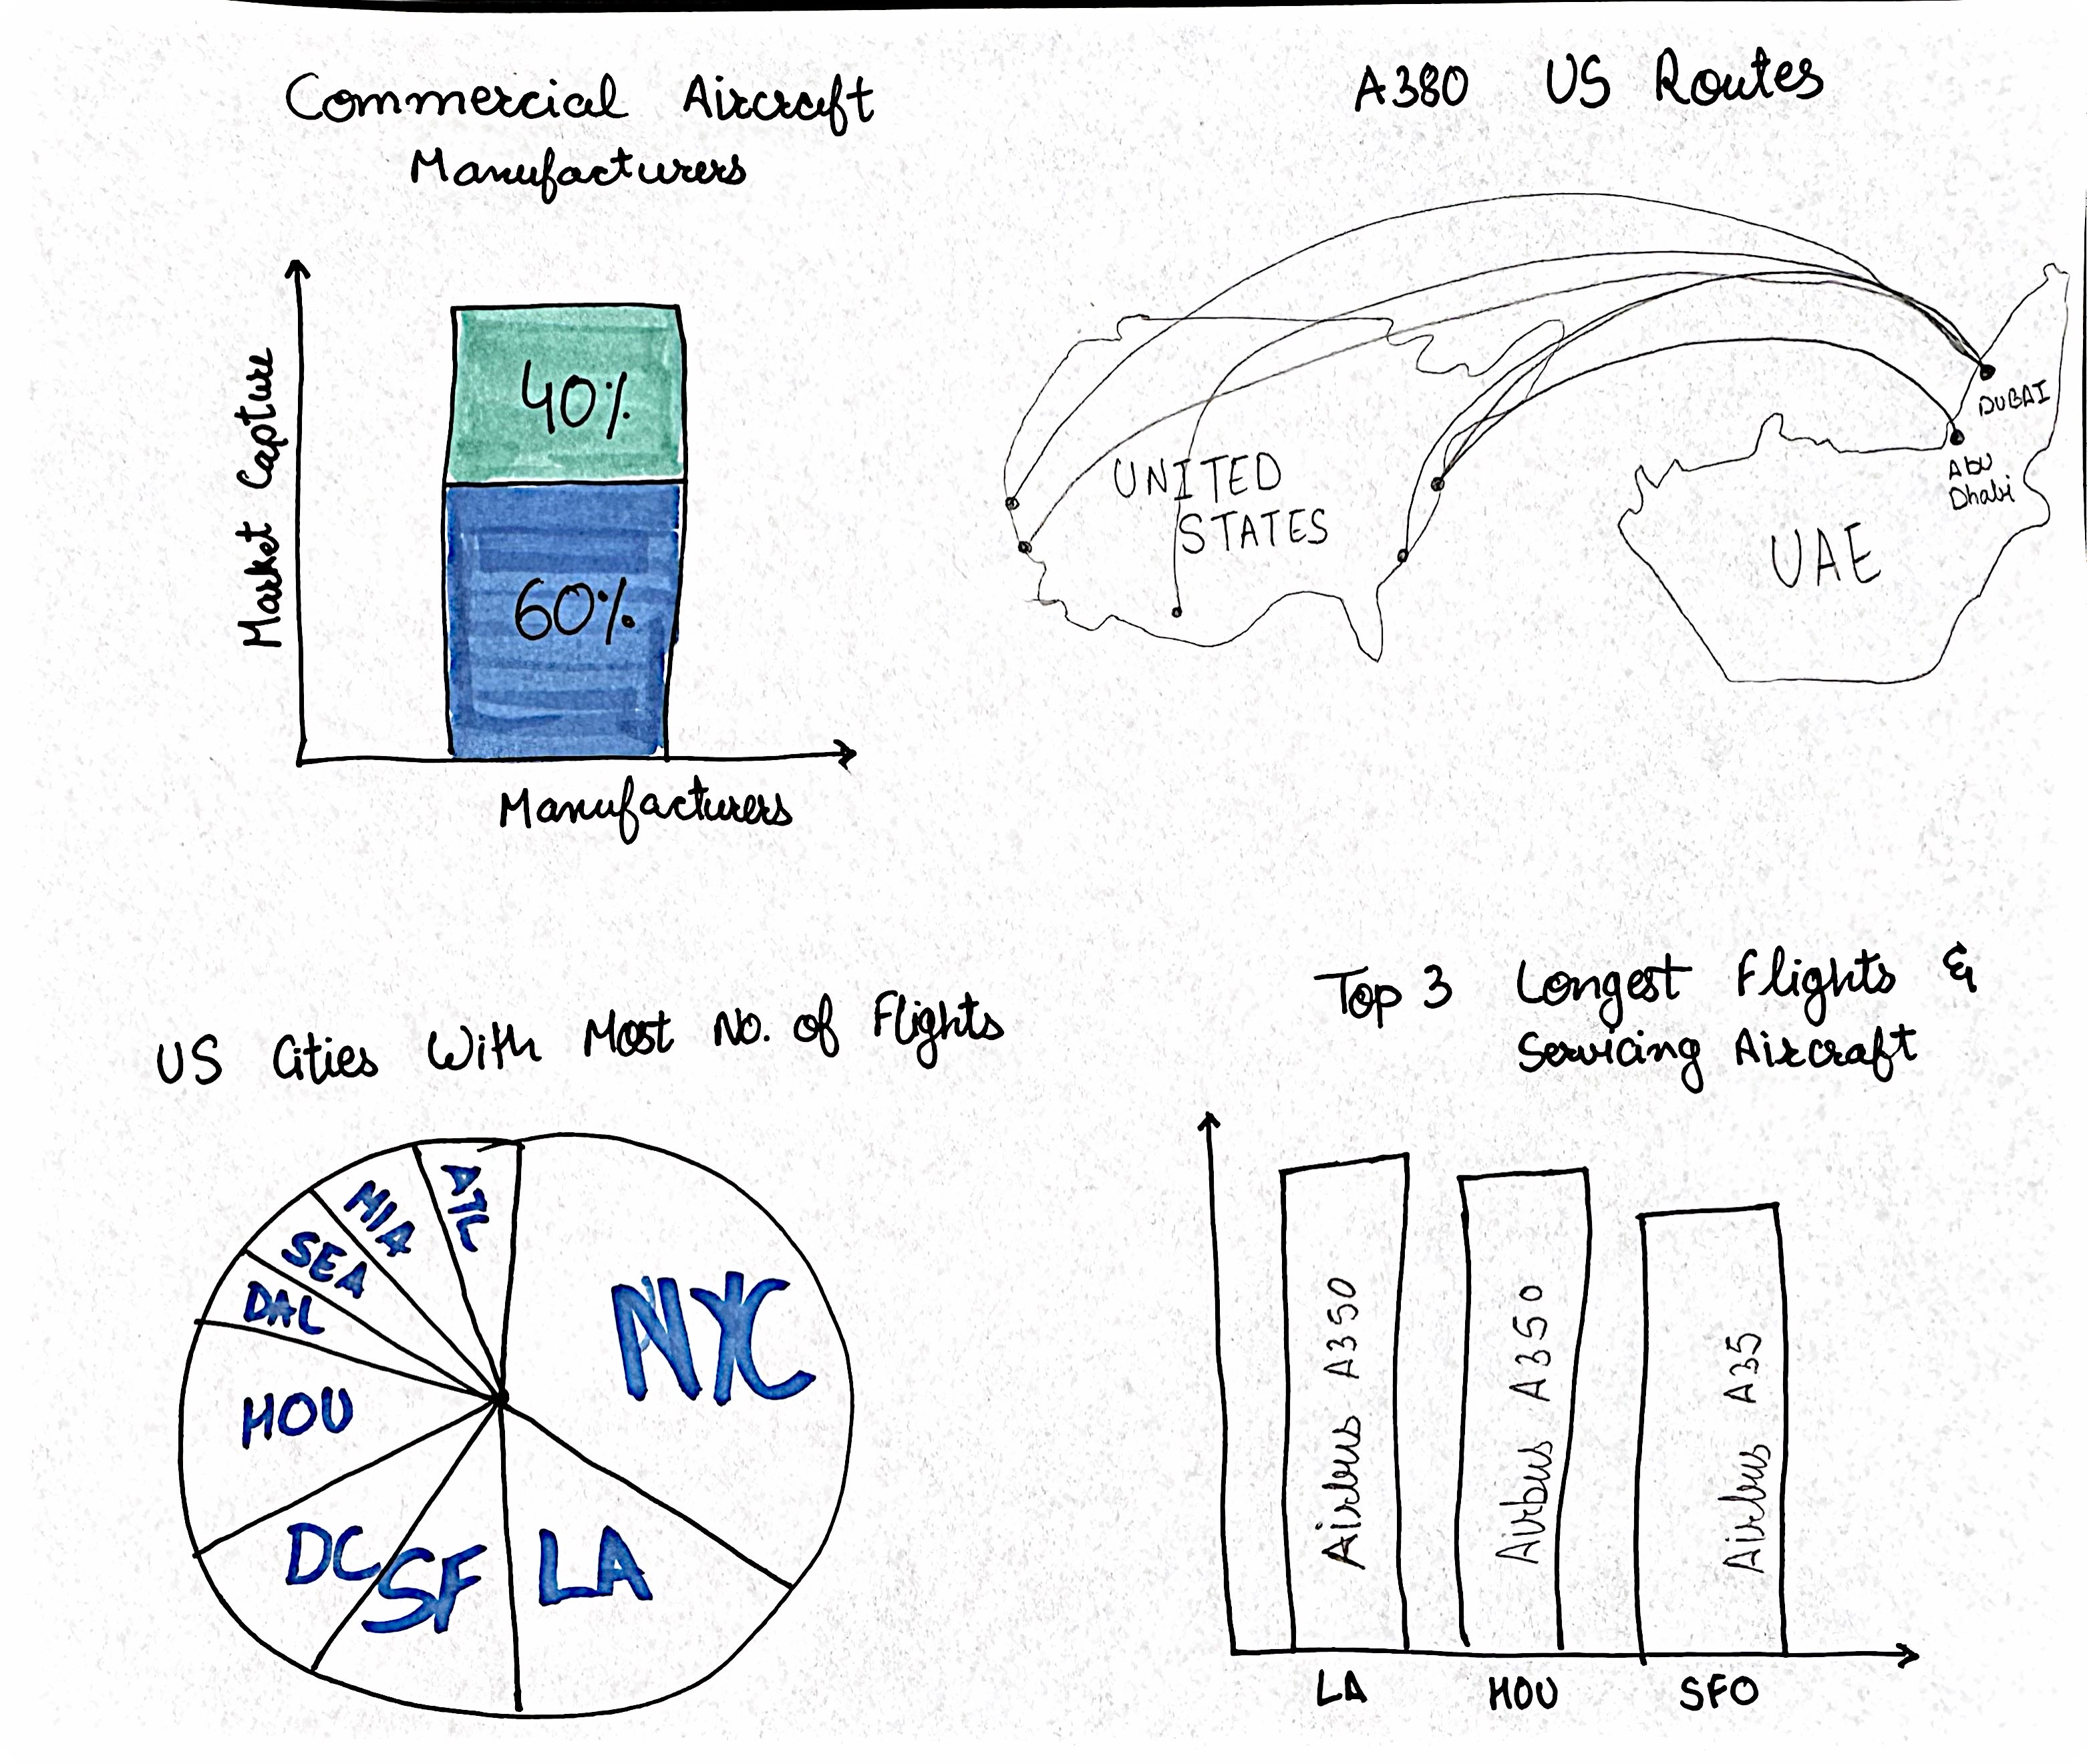 Commercial Aircraft
Manufacturers
Market Capture
40%
60%
Manufacturers
A380 US Routes
UNITED
STATES
DUBAI
Abu
Dhabi
UAE
US Cities With Most No. of Flights
ATL
MIA
SEA
DAL
HOU
DC
SF
LA
NYC
Top 3 Longest Flights &
Servicing Aircraft
Airbus A350
Airbus A350
Airbus A35
LA
HOU
SFO